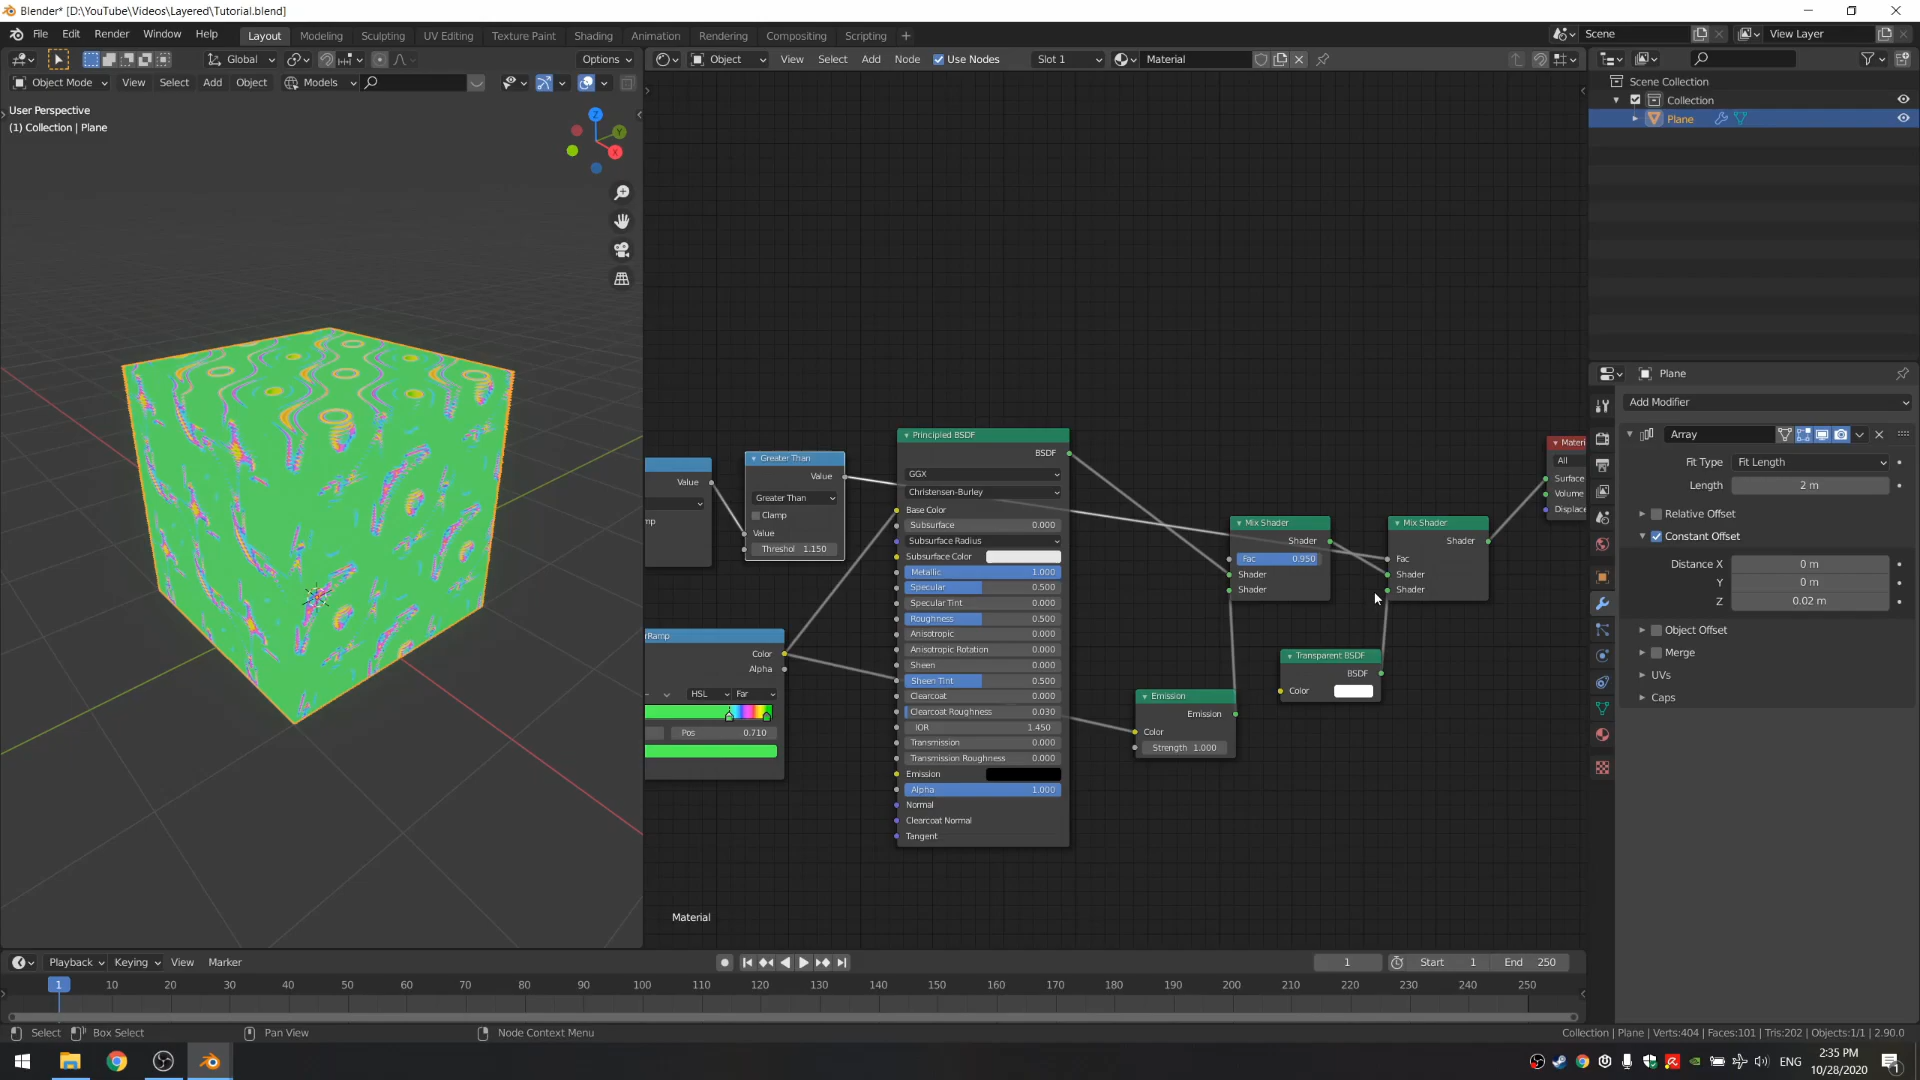 Blender* [D:\YouTube\Videos\Layered\Tutorial.blend]
File Edit Render Window Help Layout Modeling Sculpting UV Editing Texture Paint Shading Animation Rendering Compositing Scripting + Scene View Layer
Global Options Object View Select Add Node Use Nodes Slot 1 Material
Object Mode View Select Add Object Models
User Perspective
(1) Collection | Plane
Z
Y
X
Scene Collection
Collection
Plane
Plane
Add Modifier
Array
Fit Type Fit Length
Length 2 m
Relative Offset
Constant Offset
Distance X 0 m
Y 0 m
Z 0.02 m
Object Offset
Merge
UVs
Caps
Value
Greater Than
Value
Greater Than
Clamp
Value
Threshol 1.150
Color
Alpha
HSL Far
Pos 0.710
Principled BSDF
BSDF
GGX
Christensen-Burley
Base Color
Subsurface 0.000
Subsurface Radius
Subsurface Color
Metallic 1.000
Specular 0.500
Specular Tint 0.000
Roughness 0.500
Anisotropic 0.000
Anisotropic Rotation 0.000
Sheen 0.000
Sheen Tint 0.500
Clearcoat 0.000
Clearcoat Roughness 0.030
IOR 1.450
Transmission 0.000
Transmission Roughness 0.000
Emission
Alpha 1.000
Normal
Clearcoat Normal
Tangent
Emission
Emission
Color
Strength 1.000
Mix Shader
Shader
Fac 0.950
Shader
Shader
Transparent BSDF
BSDF
Color
Mix Shader
Shader
Fac
Shader
Shader
Materi
All
Surface
Volume
Displace
Material
Playback Keying View Marker 1 Start 1 End 250
1 10 20 30 40 50 60 70 80 90 100 110 120 130 140 150 160 170 180 190 200 210 220 230 240 250
Select Box Select Pan View Node Context Menu Collection | Plane | Verts:404 | Faces:101 | Tris:202 | Objects:1/1 | 2.90.0
ENG
2:35 PM
10/28/2020
1